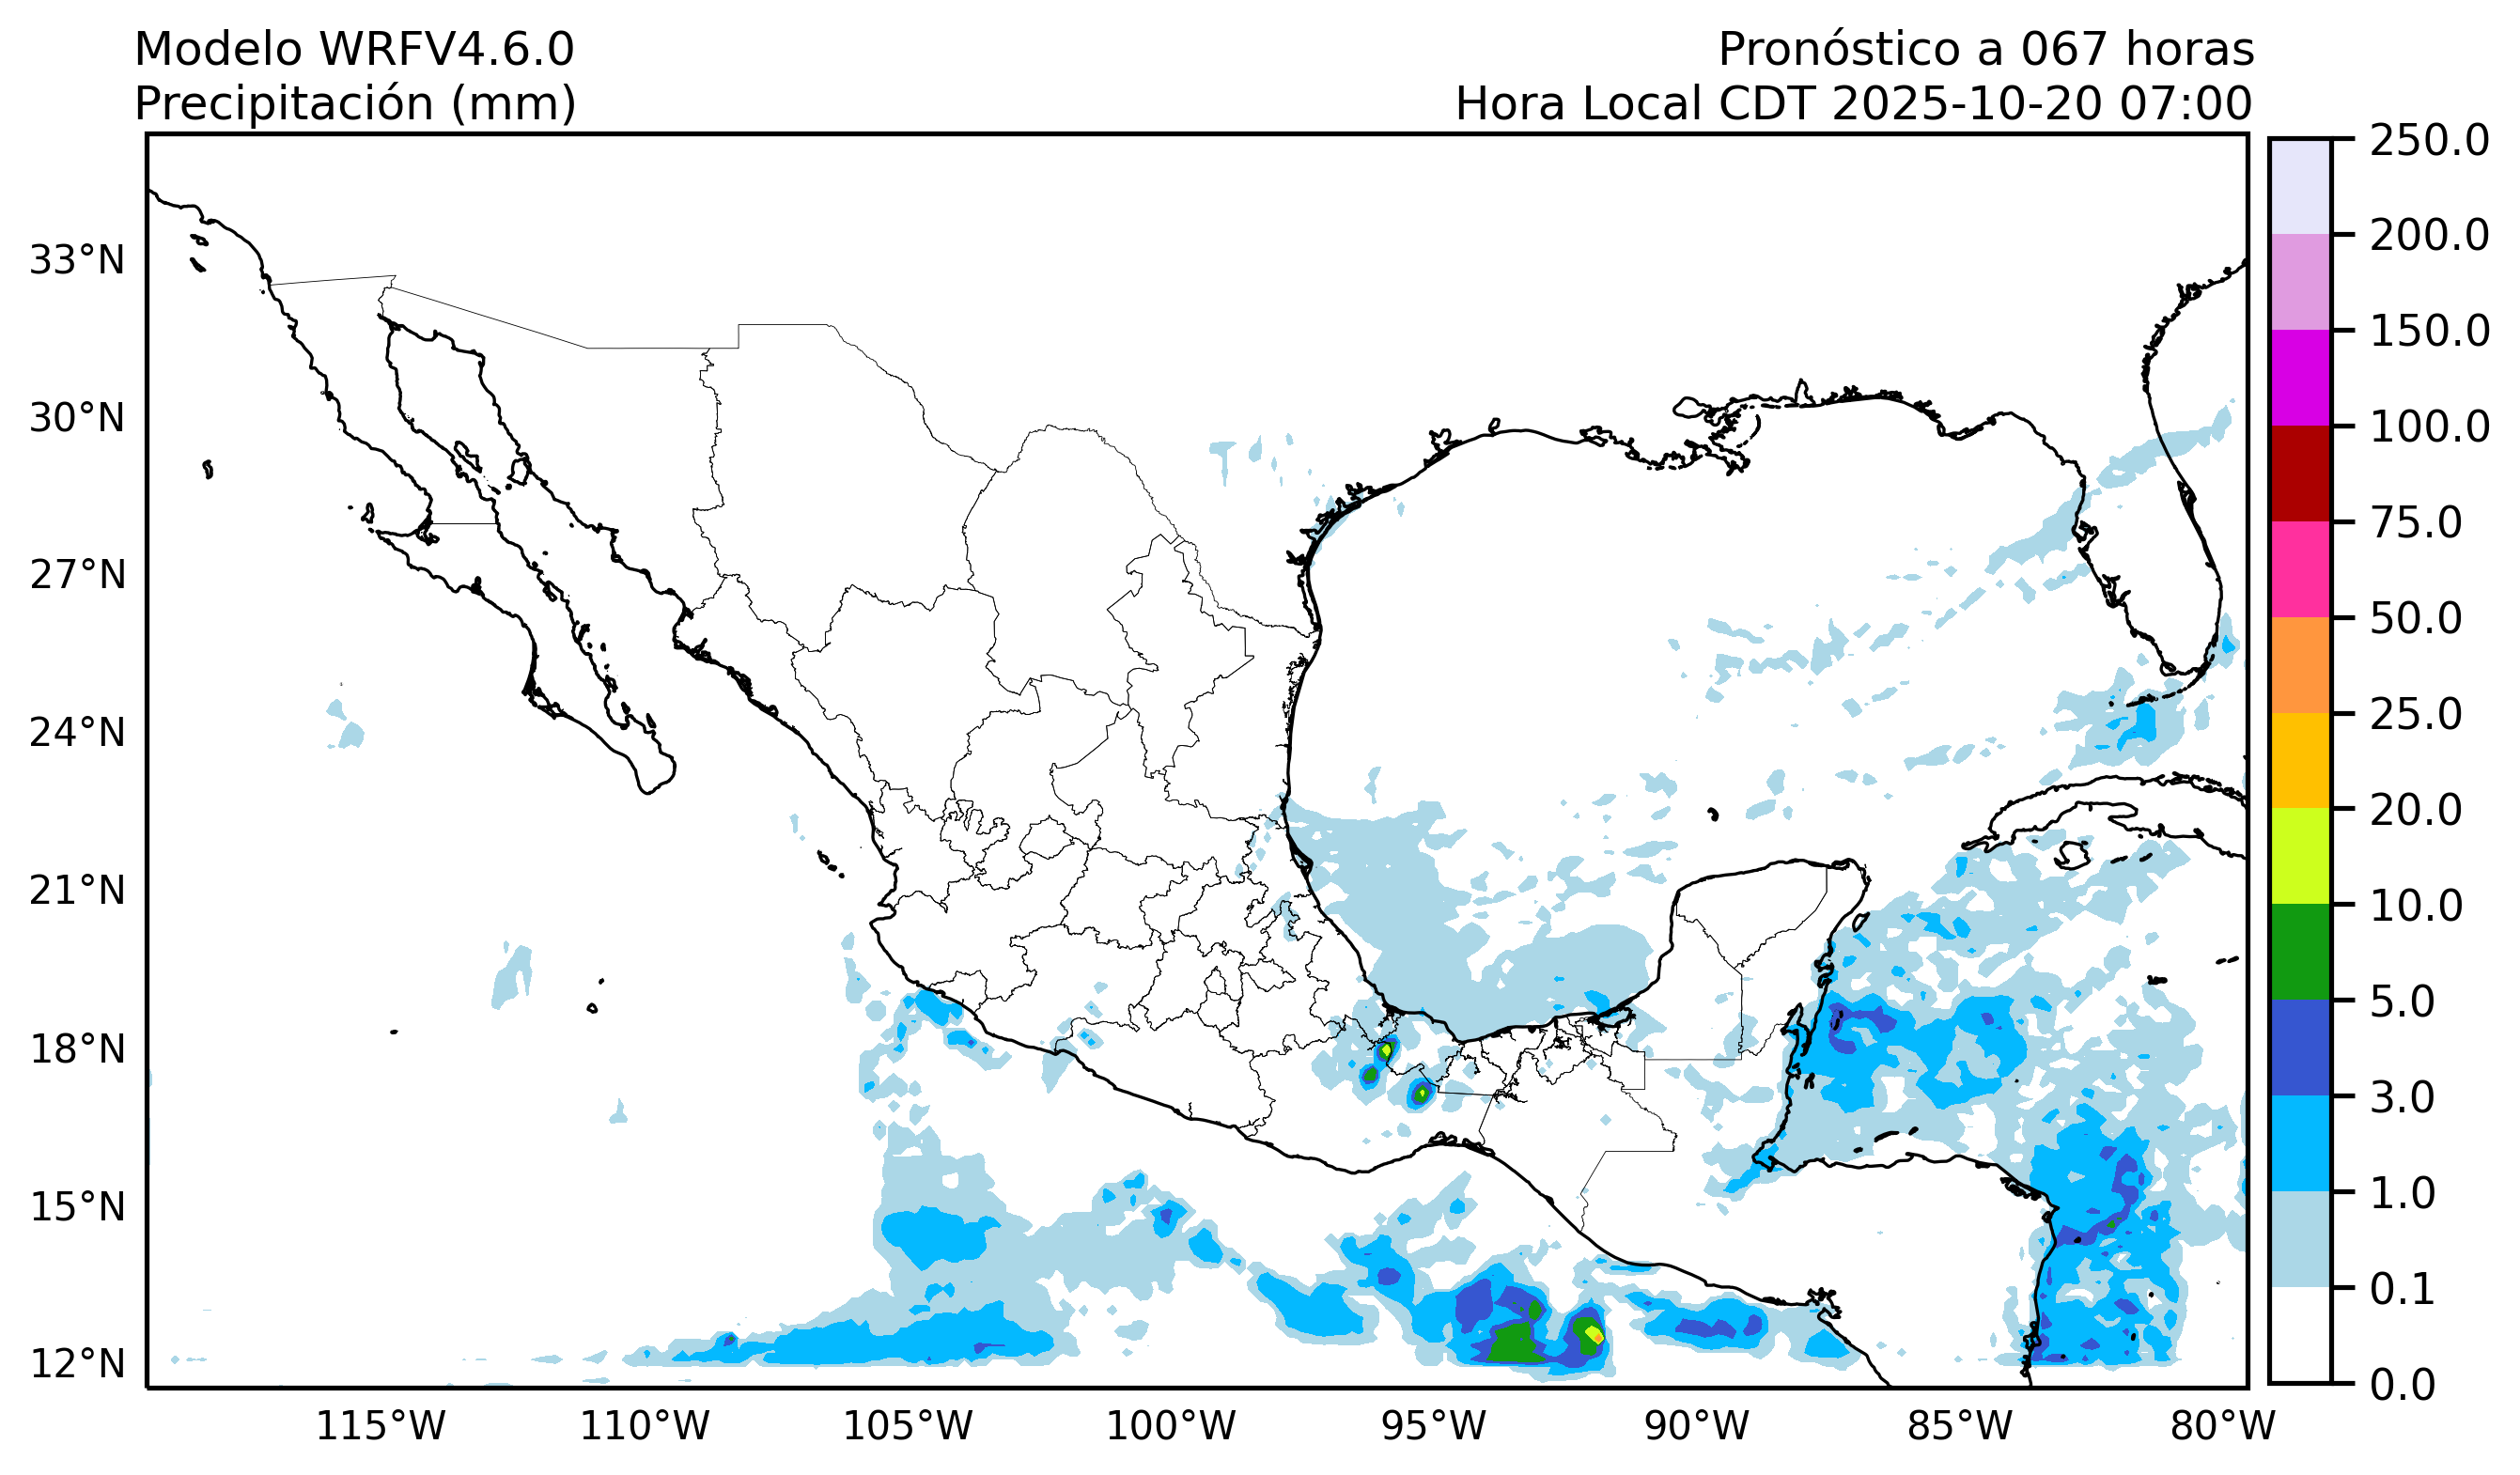 Modelo WRFV4.6.0
Precipitación (mm)
Pronóstico a 067 horas
Hora Local CDT 2025-10-20 07:00
33°N
30°N
27°N
24°N
21°N
18°N
15°N
12°N
115°W
110°W
105°W
100°W
95°W
90°W
85°W
80°W
250.0
200.0
150.0
100.0
75.0
50.0
25.0
20.0
10.0
5.0
3.0
1.0
0.1
0.0